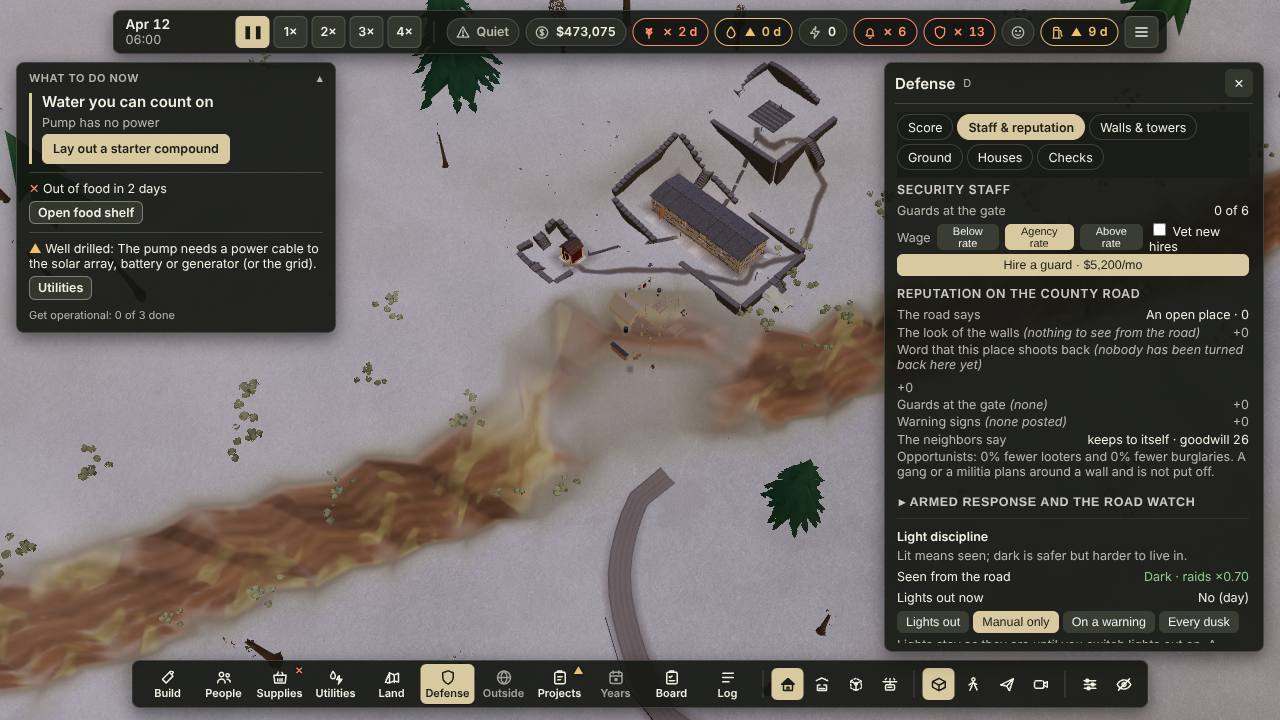 Apr 12
06:00
1×
2×
3×
4×
Quiet
$473,075
× 2 d
0 d
0
× 6
× 13
9 d
WHAT TO DO NOW
Water you can count on
Pump has no power
Lay out a starter compound
× Out of food in 2 days
Open food shelf
Well drilled: The pump needs a power cable to
the solar array, battery or generator (or the grid).
Utilities
Get operational: 0 of 3 done
Defense D
×
Score
Staff & reputation
Walls & towers
Ground
Houses
Checks
SECURITY STAFF
Guards at the gate 0 of 6
Wage
Below rate
Agency rate
Above rate
Vet new hires
Hire a guard · $5,200/mo
REPUTATION ON THE COUNTY ROAD
The road says An open place · 0
The look of the walls (nothing to see from the road) +0
Word that this place shoots back (nobody has been turned
back here yet)
+0
Guards at the gate (none) +0
Warning signs (none posted) +0
The neighbors say keeps to itself · goodwill 26
Opportunists: 0% fewer looters and 0% fewer burglaries. A
gang or a militia plans around a wall and is not put off.
▸ ARMED RESPONSE AND THE ROAD WATCH
Light discipline
Lit means seen; dark is safer but harder to live in.
Seen from the road Dark · raids ×0.70
Lights out now No (day)
Lights out
Manual only
On a warning
Every dusk
Build
People
Supplies
Utilities
Land
Defense
Outside
Projects
Years
Board
Log